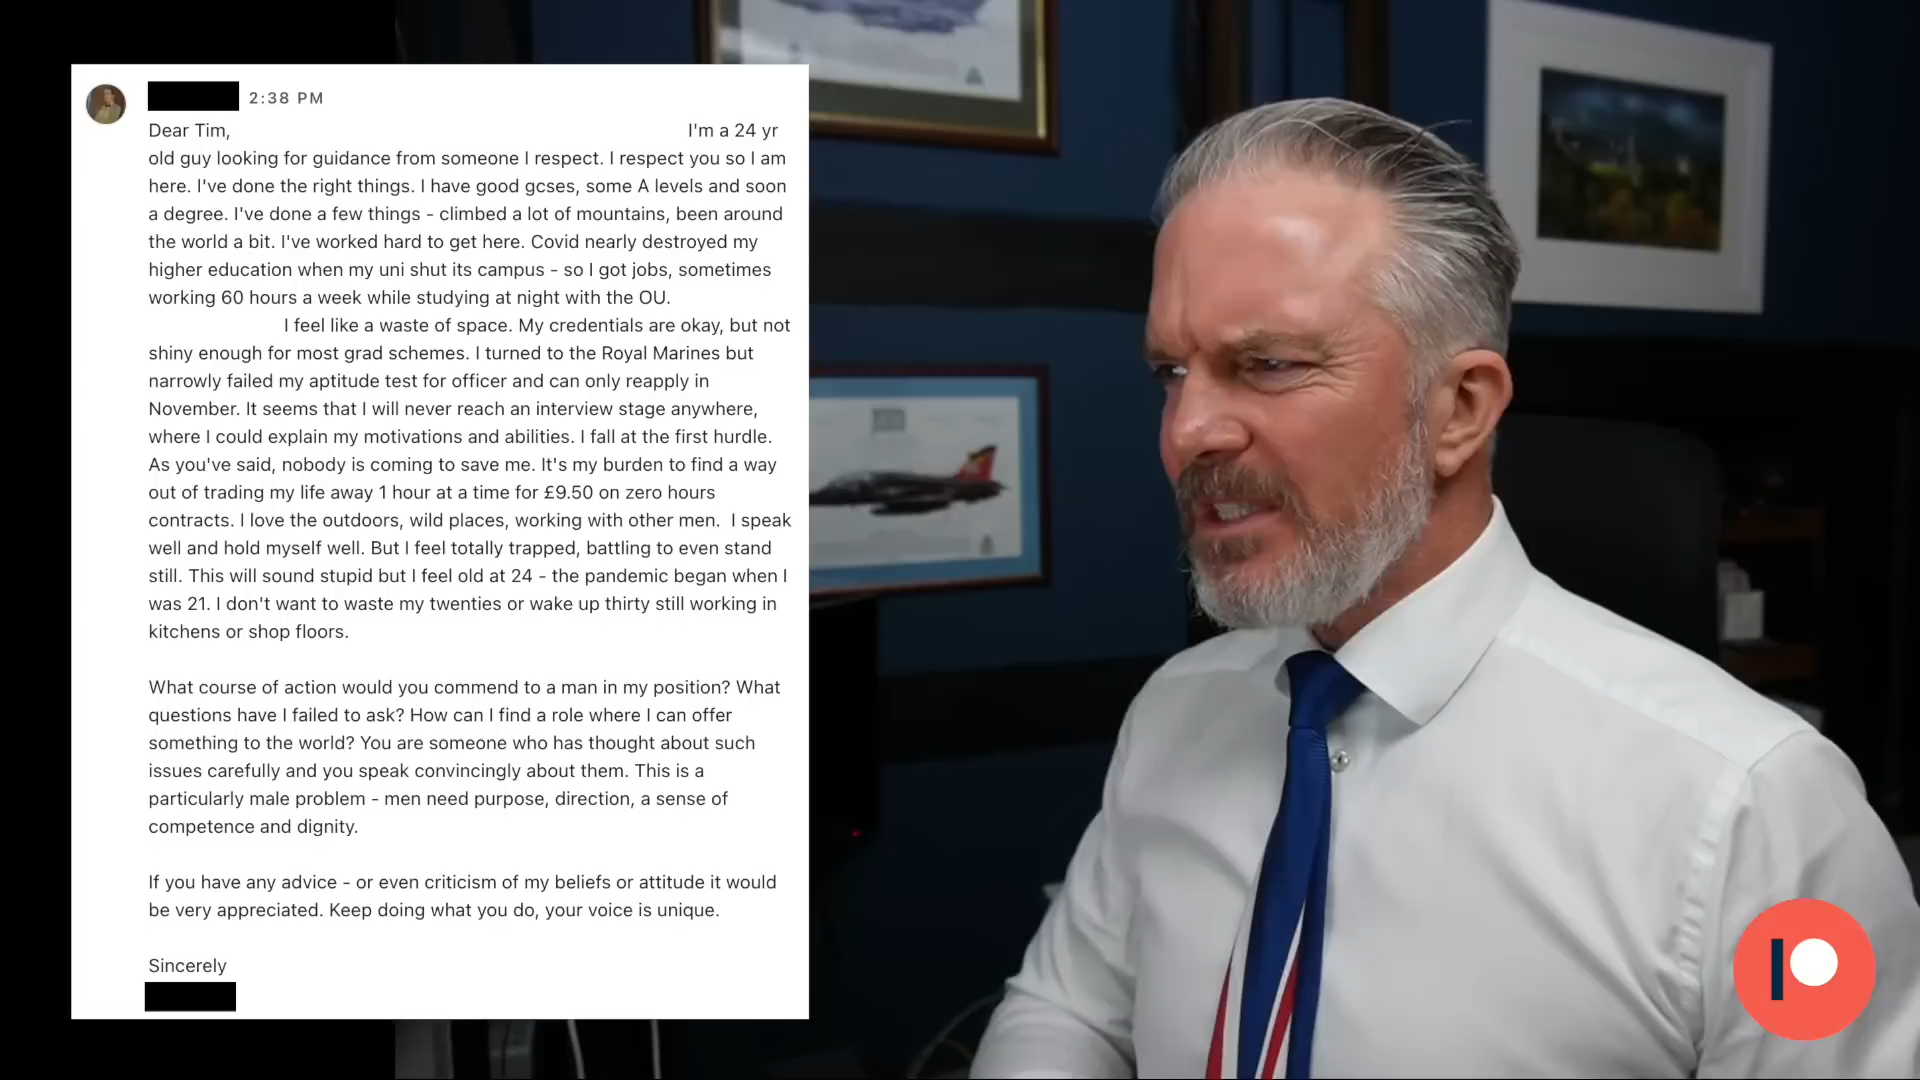 2:38 PM
Dear Tim, I'm a 24 yr
old guy looking for guidance from someone I respect. I respect you so I am
here. I've done the right things. I have good gcses, some A levels and soon
a degree. I've done a few things - climbed a lot of mountains, been around
the world a bit. I've worked hard to get here. Covid nearly destroyed my
higher education when my uni shut its campus - so I got jobs, sometimes
working 60 hours a week while studying at night with the OU.
I feel like a waste of space. My credentials are okay, but not
shiny enough for most grad schemes. I turned to the Royal Marines but
narrowly failed my aptitude test for officer and can only reapply in
November. It seems that I will never reach an interview stage anywhere,
where I could explain my motivations and abilities. I fall at the first hurdle.
As you've said, nobody is coming to save me. It's my burden to find a way
out of trading my life away 1 hour at a time for £9.50 on zero hours
contracts. I love the outdoors, wild places, working with other men.  I speak
well and hold myself well. But I feel totally trapped, battling to even stand
still. This will sound stupid but I feel old at 24 - the pandemic began when I
was 21. I don't want to waste my twenties or wake up thirty still working in
kitchens or shop floors.
What course of action would you commend to a man in my position? What
questions have I failed to ask? How can I find a role where I can offer
something to the world? You are someone who has thought about such
issues carefully and you speak convincingly about them. This is a
particularly male problem - men need purpose, direction, a sense of
competence and dignity.
If you have any advice - or even criticism of my beliefs or attitude it would
be very appreciated. Keep doing what you do, your voice is unique.
Sincerely